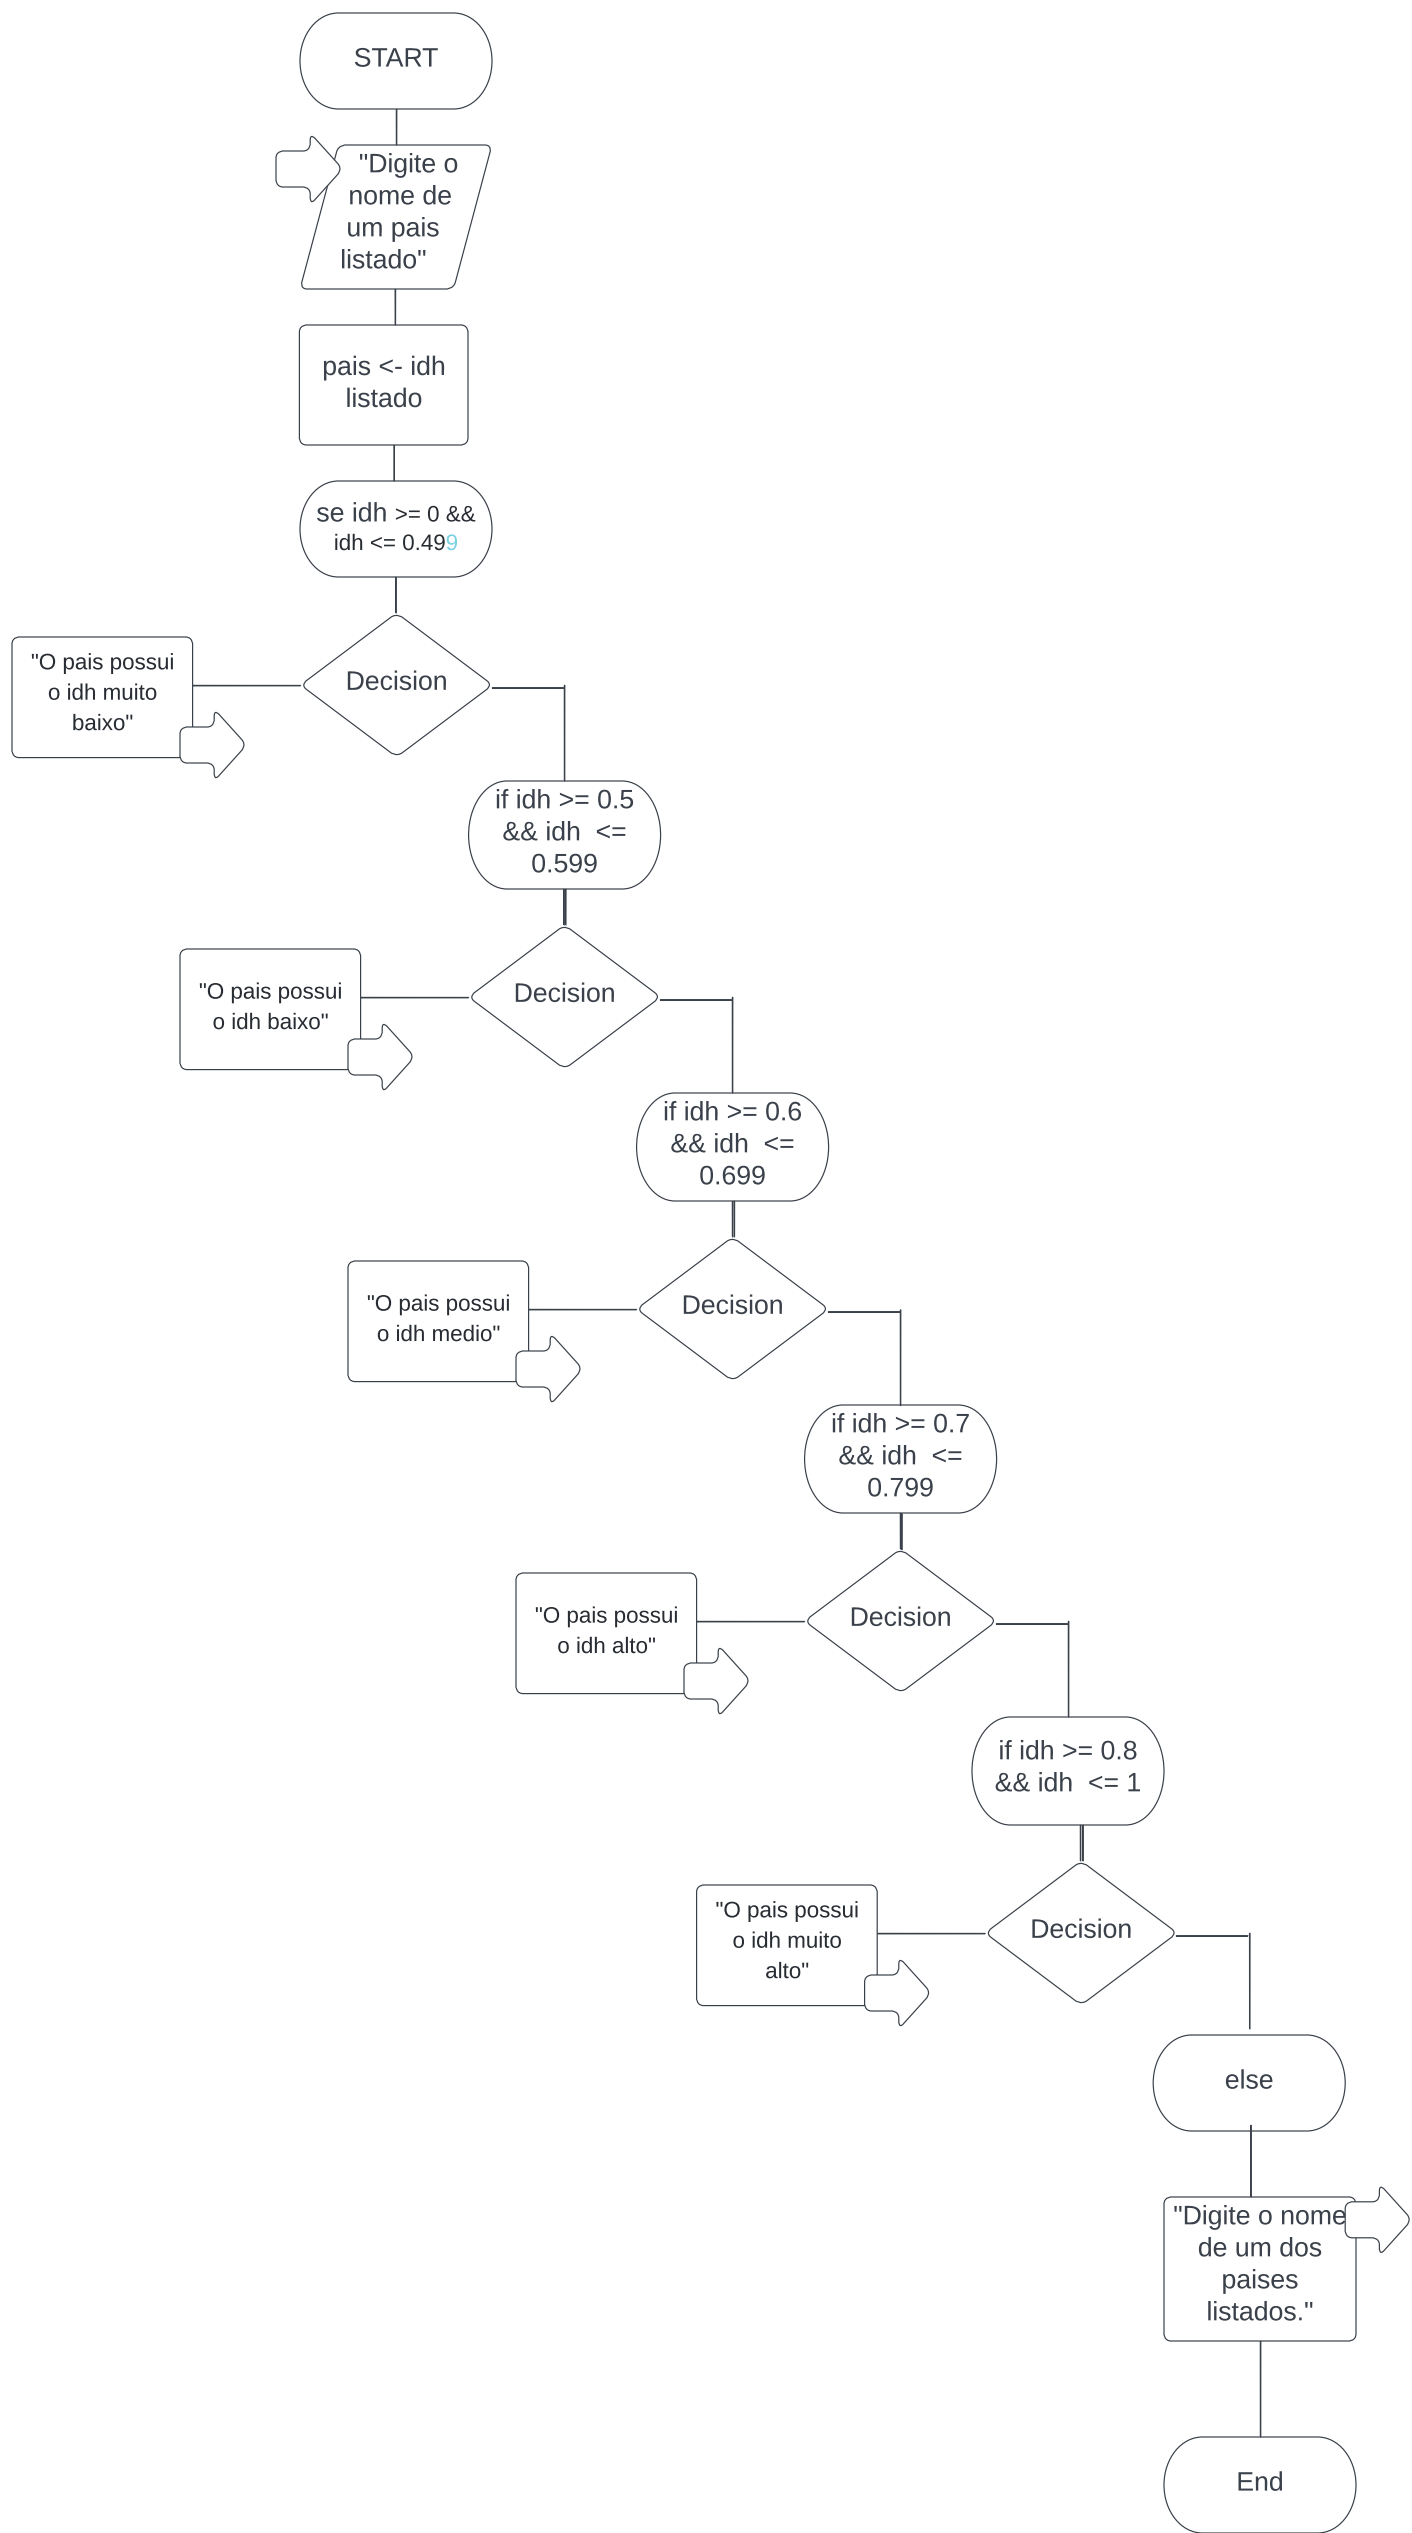 START
"Digite o
nome de
um pais
listado"
pais <- idh
listado
se idh >= 0 &&
idh <= 0.499
Decision
"O pais possui
o idh muito
baixo"
if idh >= 0.5
&& idh  <=
0.599
Decision
"O pais possui
o idh baixo"
if idh >= 0.6
&& idh  <=
0.699
Decision
"O pais possui
o idh medio"
if idh >= 0.7
&& idh  <=
0.799
Decision
"O pais possui
o idh alto"
if idh >= 0.8
&& idh  <= 1
Decision
"O pais possui
o idh muito
alto"
else
"Digite o nome
de um dos
paises
listados."
End